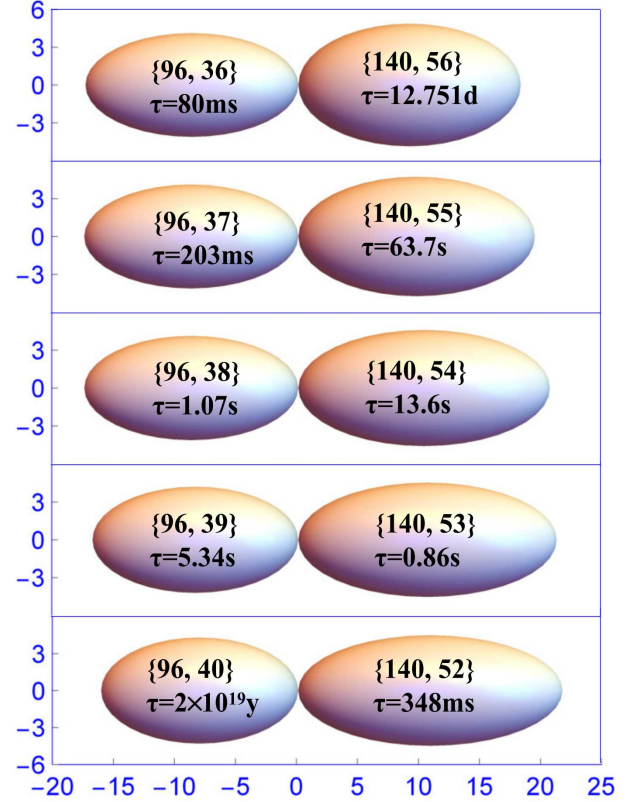 6
3
0
−3
{96, 36}
τ=80ms
{140, 56}
τ=12.751d
3
0
−3
{96, 37}
τ=203ms
{140, 55}
τ=63.7s
3
0
−3
{96, 38}
τ=1.07s
{140, 54}
τ=13.6s
3
0
−3
{96, 39}
τ=5.34s
{140, 53}
τ=0.86s
3
0
−3
−6
{96, 40}
τ=2×10¹⁹y
{140, 52}
τ=348ms
−20 −15 −10 −5 0 5 10 15 20 25